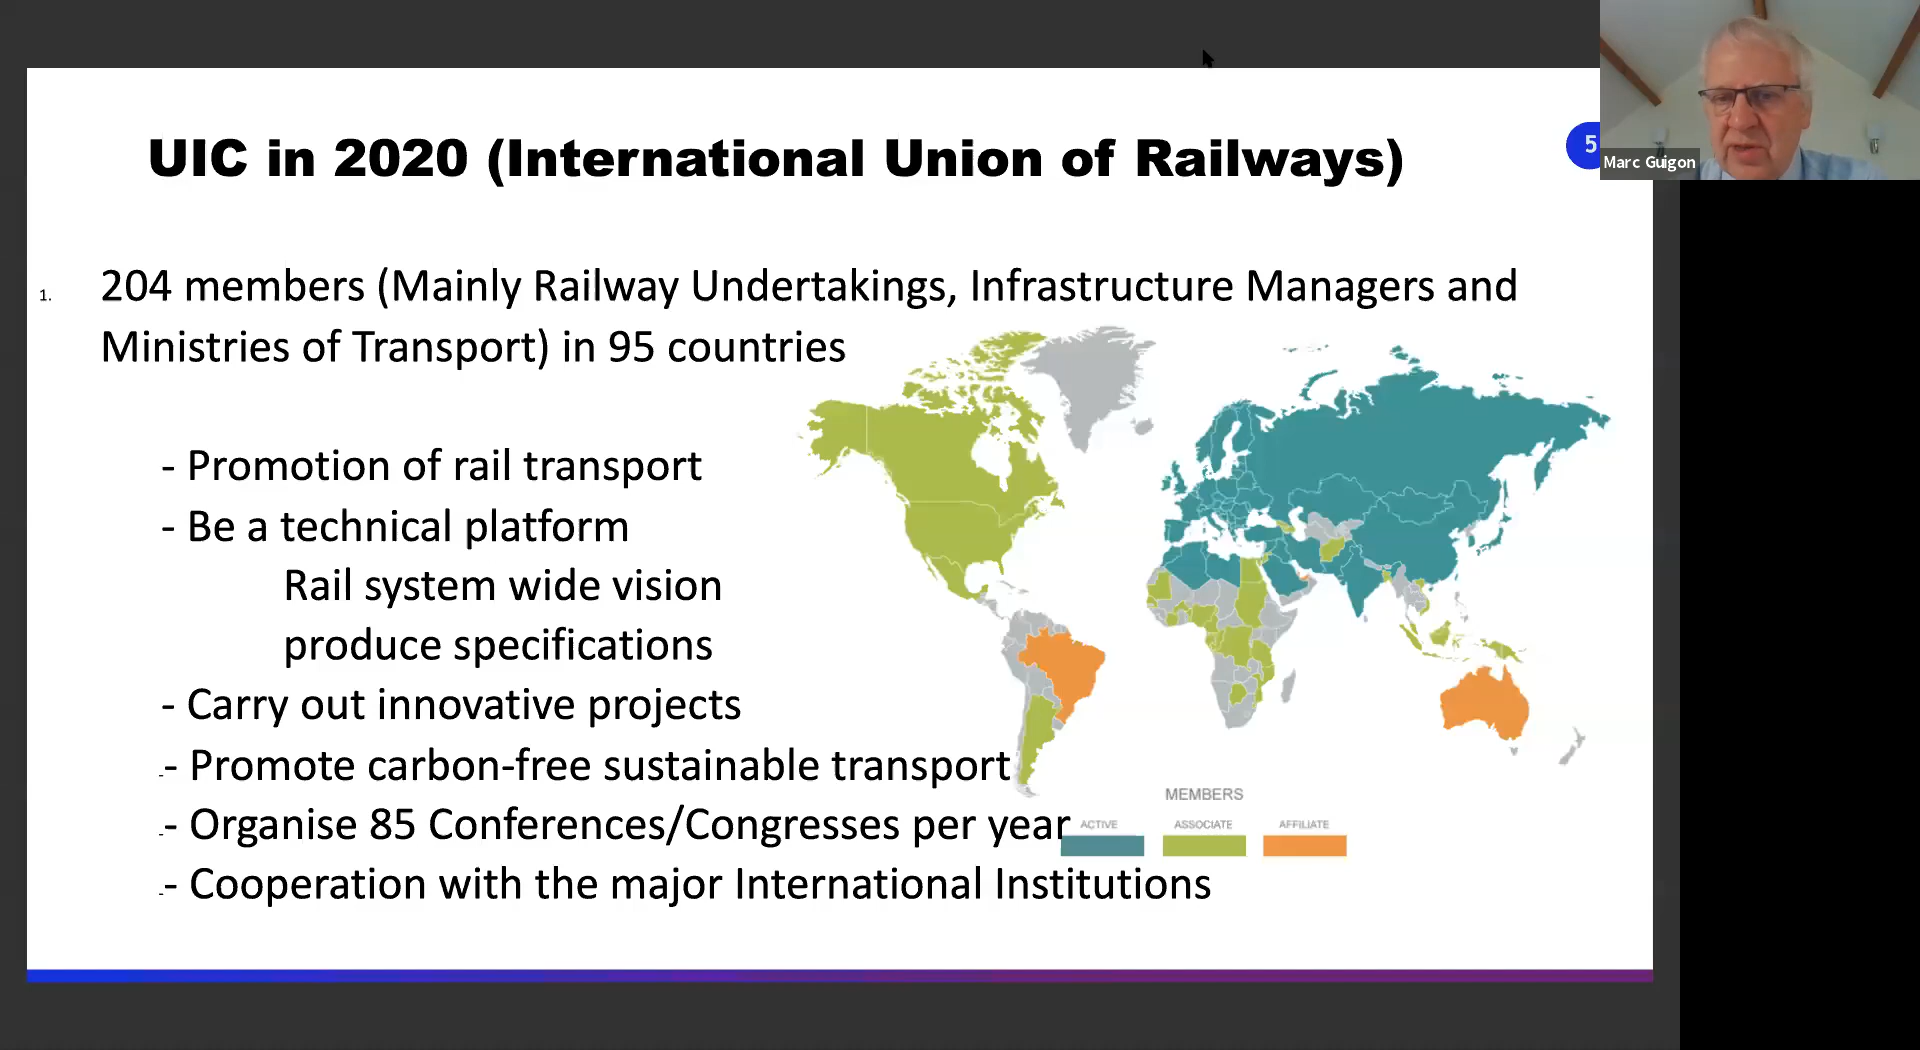 UIC in 2020 (International Union of Railways)
5
Marc Guigon
1. 204 members (Mainly Railway Undertakings, Infrastructure Managers and
Ministries of Transport) in 95 countries
- Promotion of rail transport
- Be a technical platform
Rail system wide vision
produce specifications
- Carry out innovative projects
-- Promote carbon-free sustainable transport
-- Organise 85 Conferences/Congresses per year
-- Cooperation with the major International Institutions
MEMBERS
ACTIVE ASSOCIATE AFFILIATE